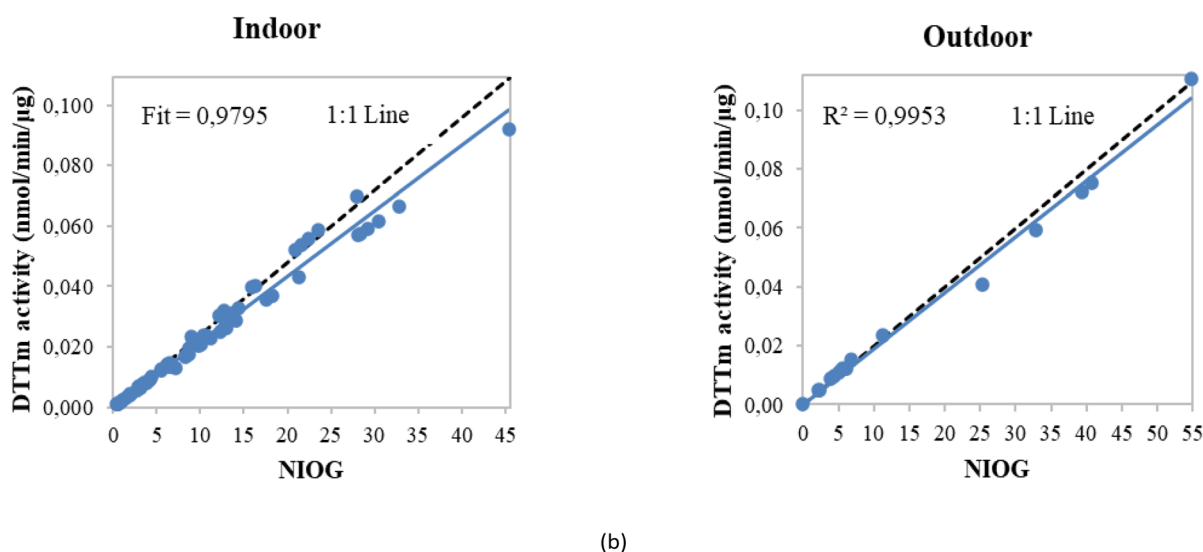 Indoor
DTTm activity (nmol/min/µg)
0,100
0,080
0,060
0,040
0,020
0,000
Fit = 0,9795
1:1 Line
0 5 10 15 20 25 30 35 40 45
NIOG
Outdoor
DTTm activity (nmol/min/µg)
0,10
0,08
0,06
0,04
0,02
0,00
R² = 0,9953
1:1 Line
0 5 10 15 20 25 30 35 40 45 50 55
NIOG
(b)